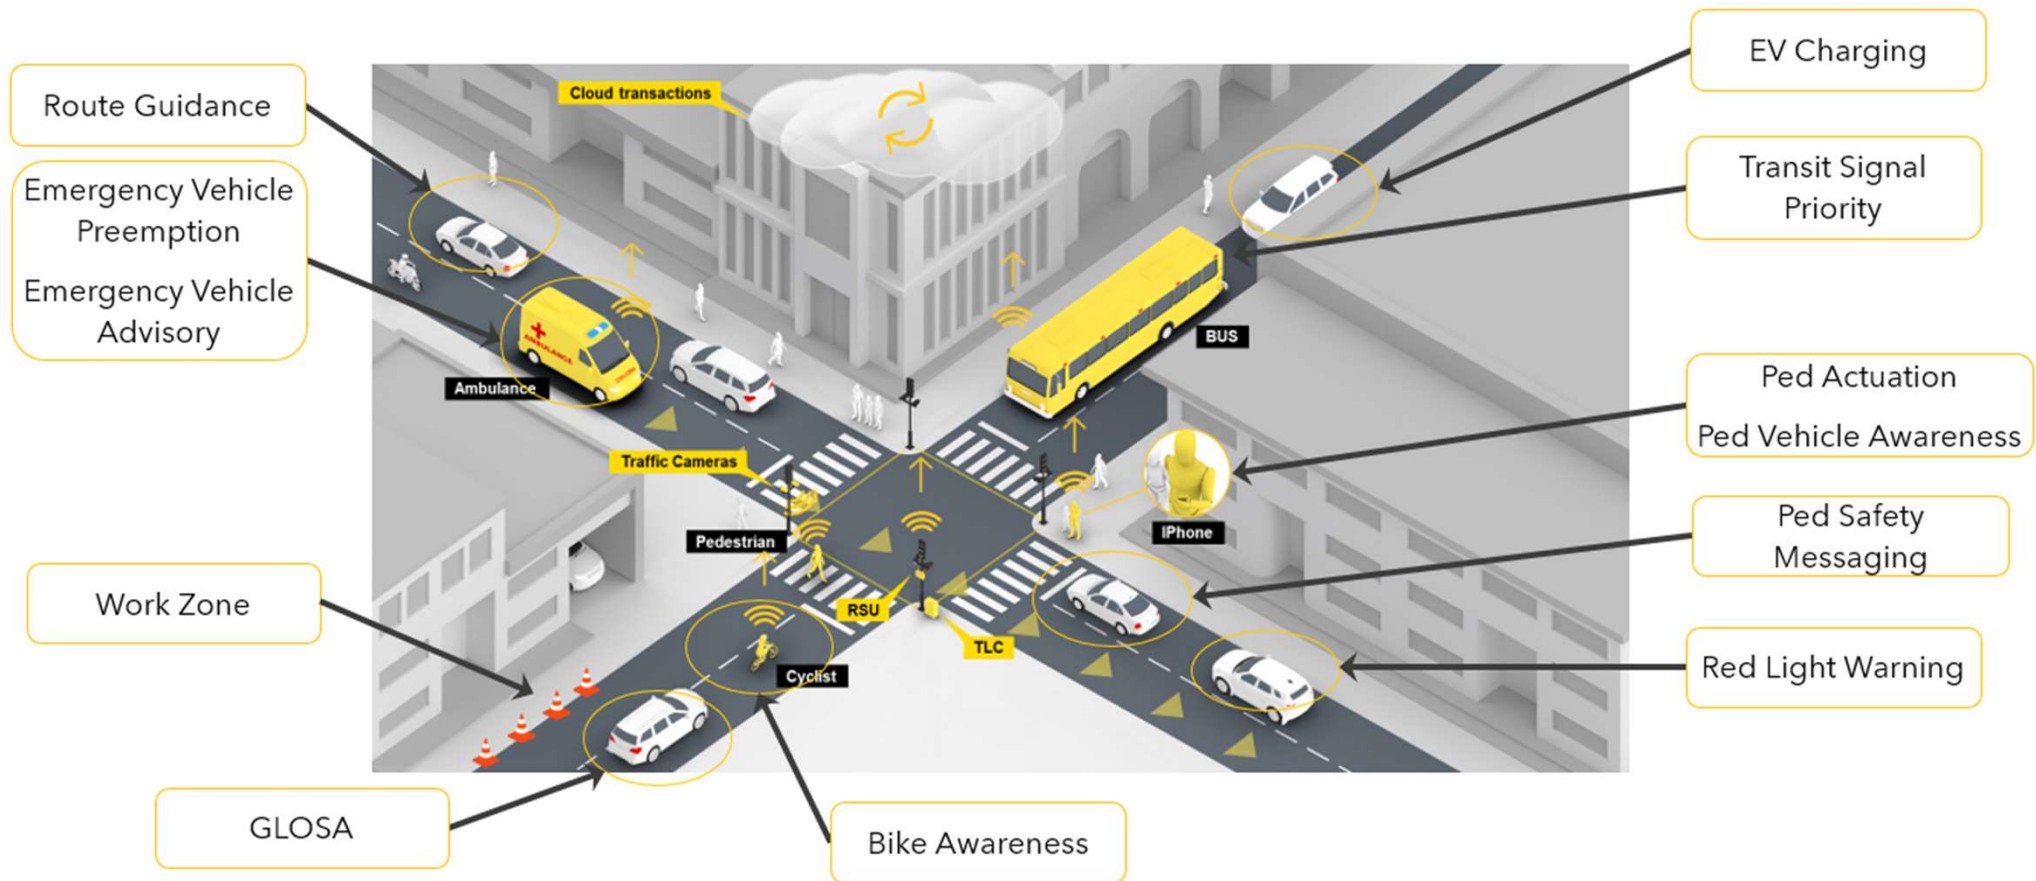 EV Charging
Cloud transactions
Route Guidance
Transit Signal
Priority
Emergency Vehicle
Preemption
Emergency Vehicle
Advisory
AMBULANCE
BUS
Ambulance
Ped Actuation
Ped Vehicle Awareness
Traffic Cameras
IPhone
Pedestrian
Ped Safety
Messaging
Work Zone
RSU
TLC
Cyclist
Red Light Warning
GLOSA
Bike Awareness